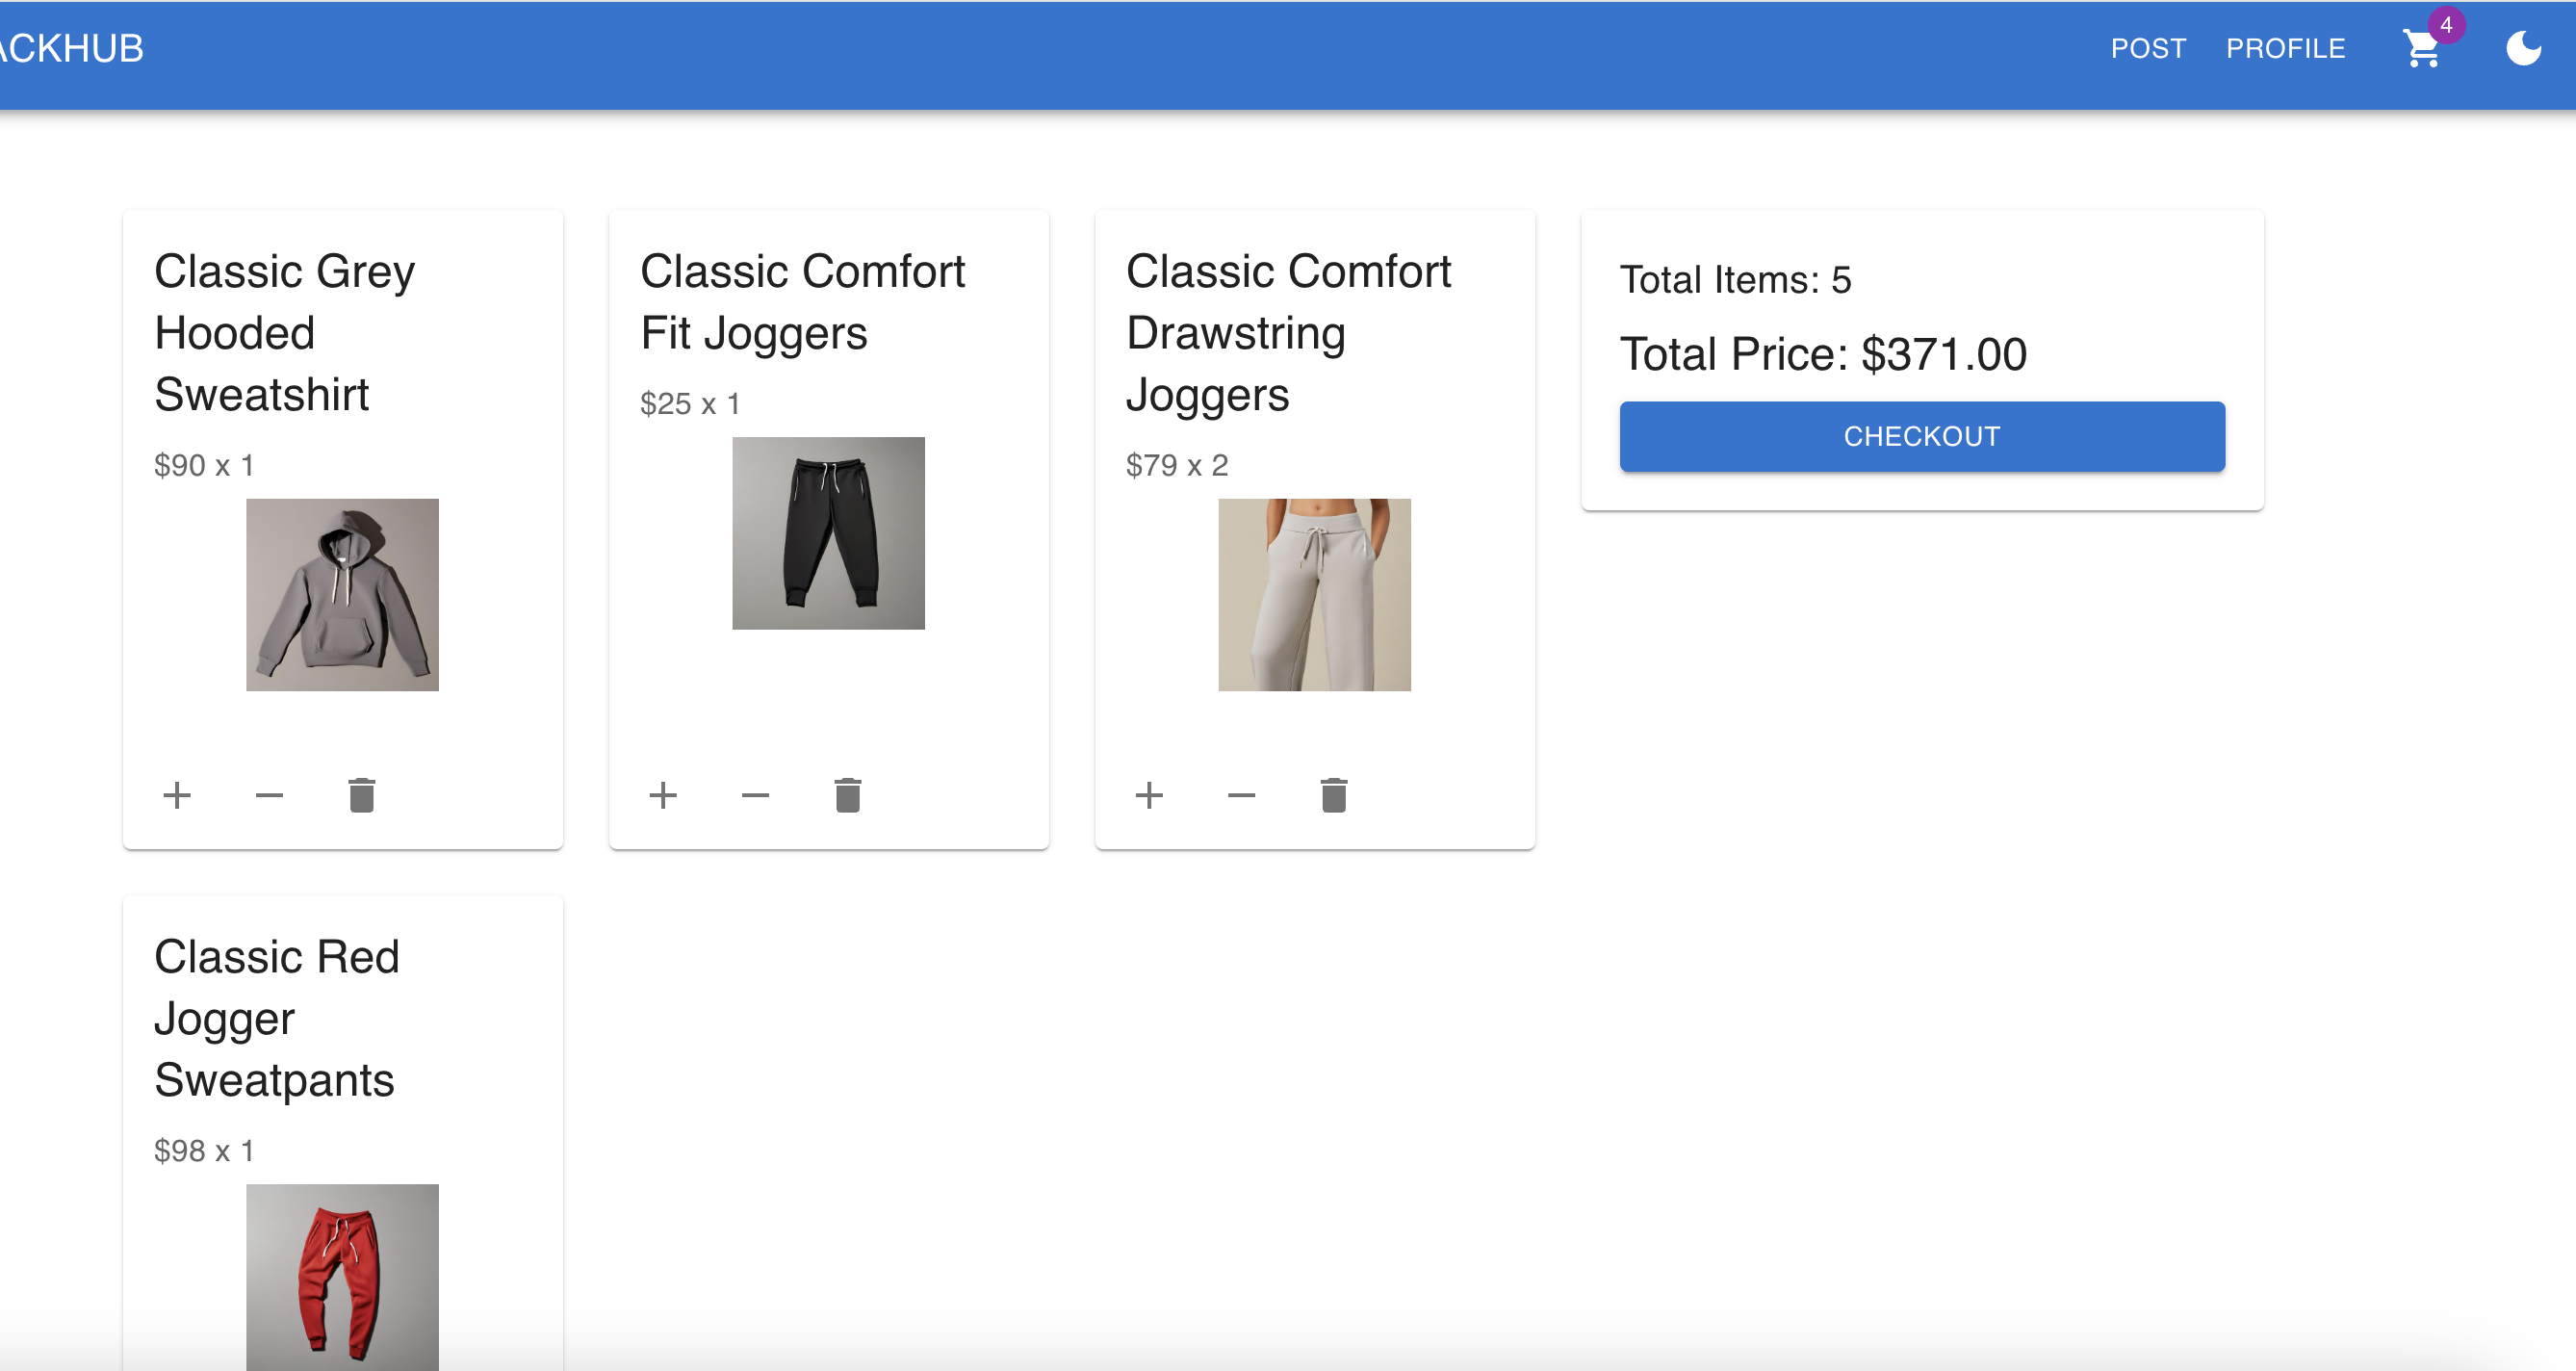 ACKHUB
POST
PROFILE
4
Classic Grey
Hooded
Sweatshirt
$90 x 1
Classic Comfort
Fit Joggers
$25 x 1
Classic Comfort
Drawstring
Joggers
$79 x 2
Total Items: 5
Total Price: $371.00
CHECKOUT
Classic Red
Jogger
Sweatpants
$98 x 1